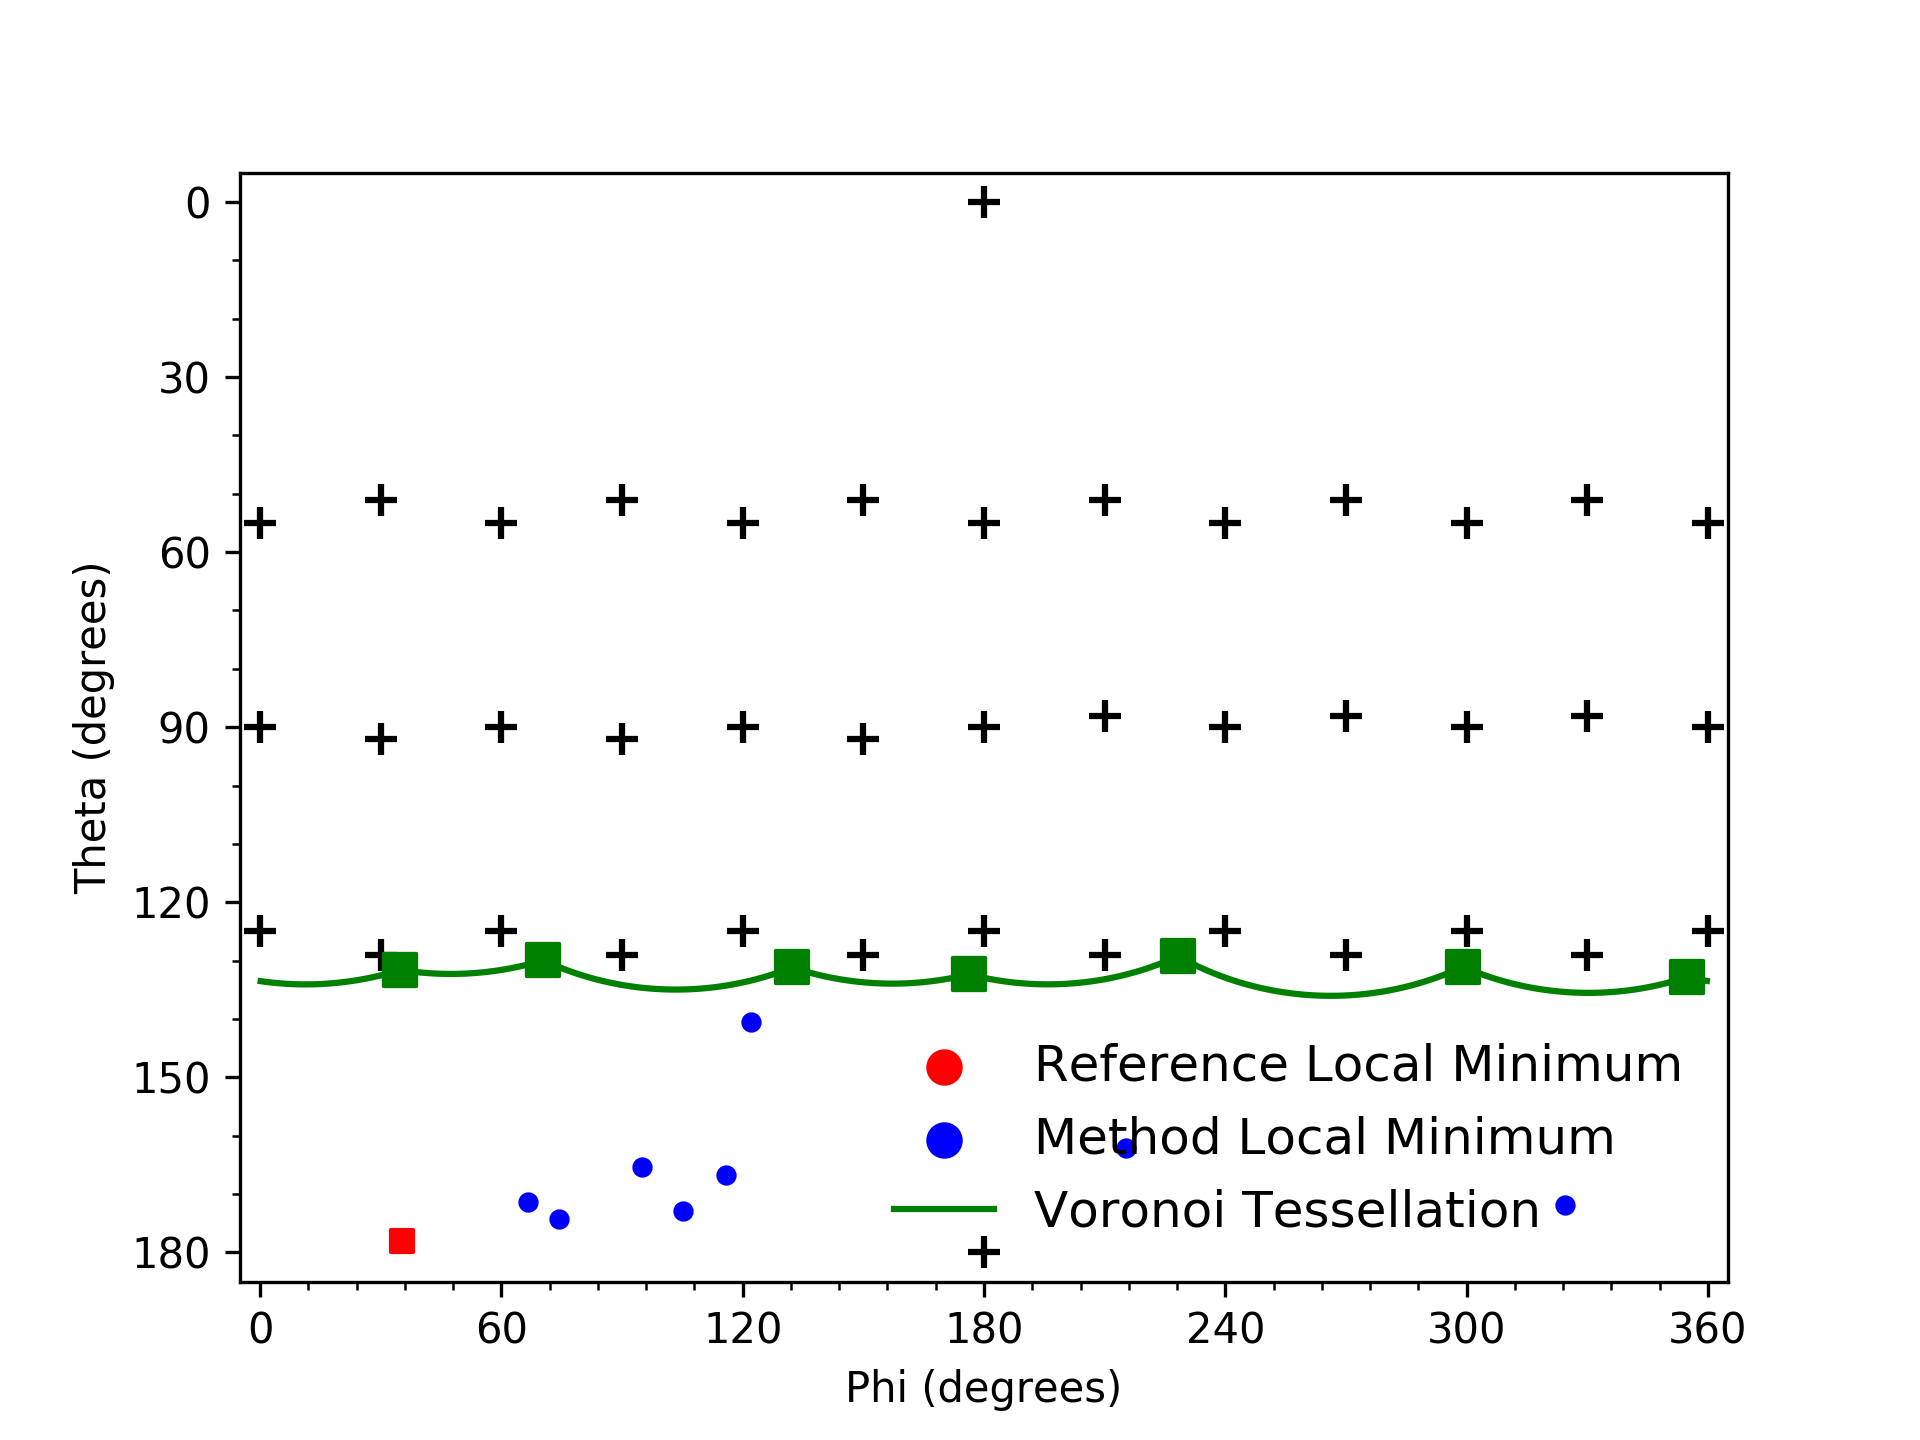 0
30
60
90
120
150
180
Theta (degrees)
Reference Local Minimum
Method Local Minimum
Voronoi Tessellation
0 60 120 180 240 300 360
Phi (degrees)